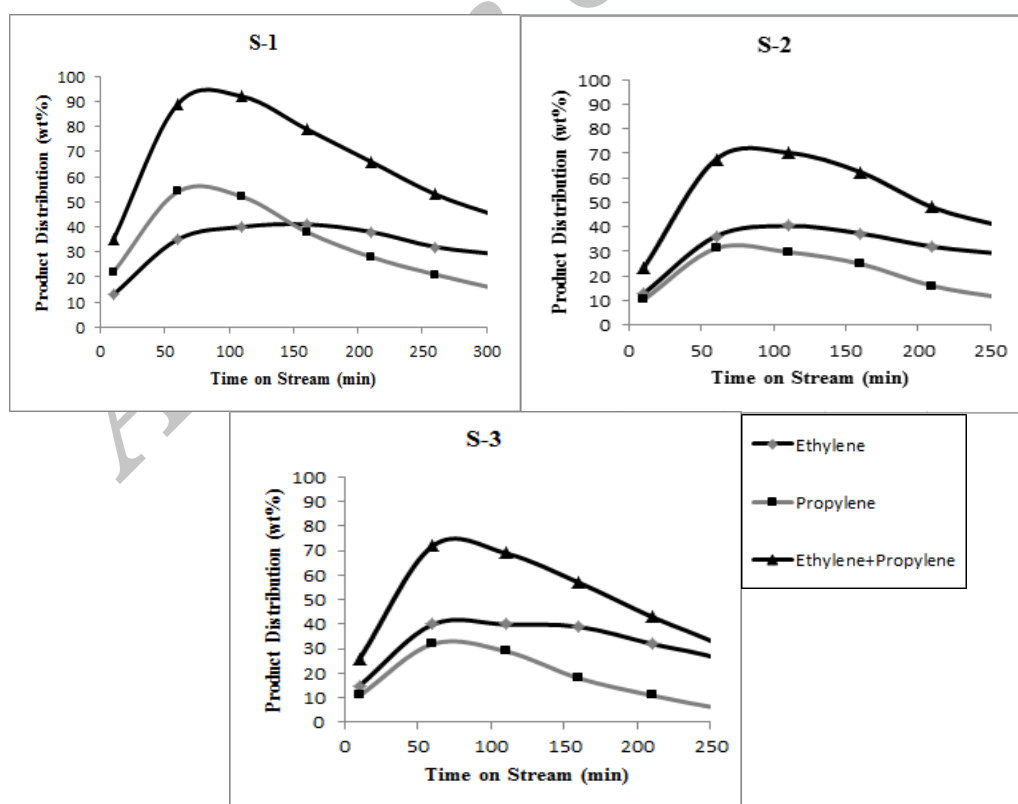 S-1
Product Distribution (wt%)
100
90
80
70
60
50
40
30
20
10
0
0 50 100 150 200 250 300
Time on Stream (min)
S-2
Product Distribution (wt%)
100
90
80
70
60
50
40
30
20
10
0
0 50 100 150 200 250
Time on Stream (min)
S-3
Product Distribution (wt%)
100
90
80
70
60
50
40
30
20
10
0
0 50 100 150 200 250
Time on Stream (min)
Ethylene
Propylene
Ethylene+Propylene